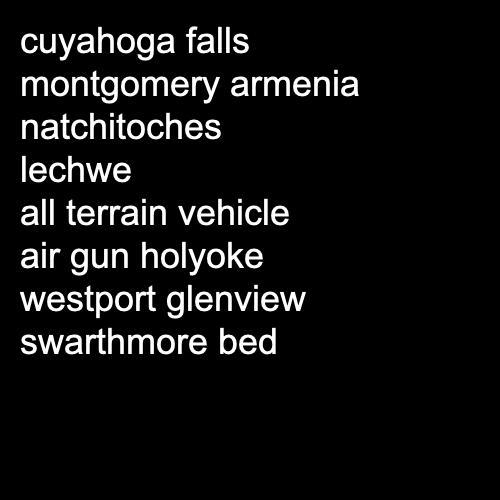 cuyahoga falls
montgomery armenia
natchitoches
lechwe
all terrain vehicle
air gun holyoke
westport glenview
swarthmore bed